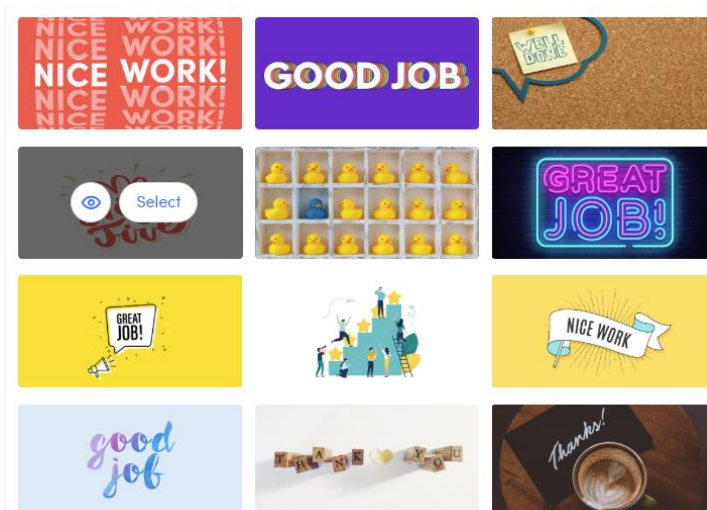 NICE WORK!
NICE WORK!
NICE WORK!
NICE WORK!
NICE WORK!
GOOD JOB
WELL
DONE
Select
GREAT
JOB!
GREAT
JOB!
NICE WORK
good
job
THANK YOU
Thanks!